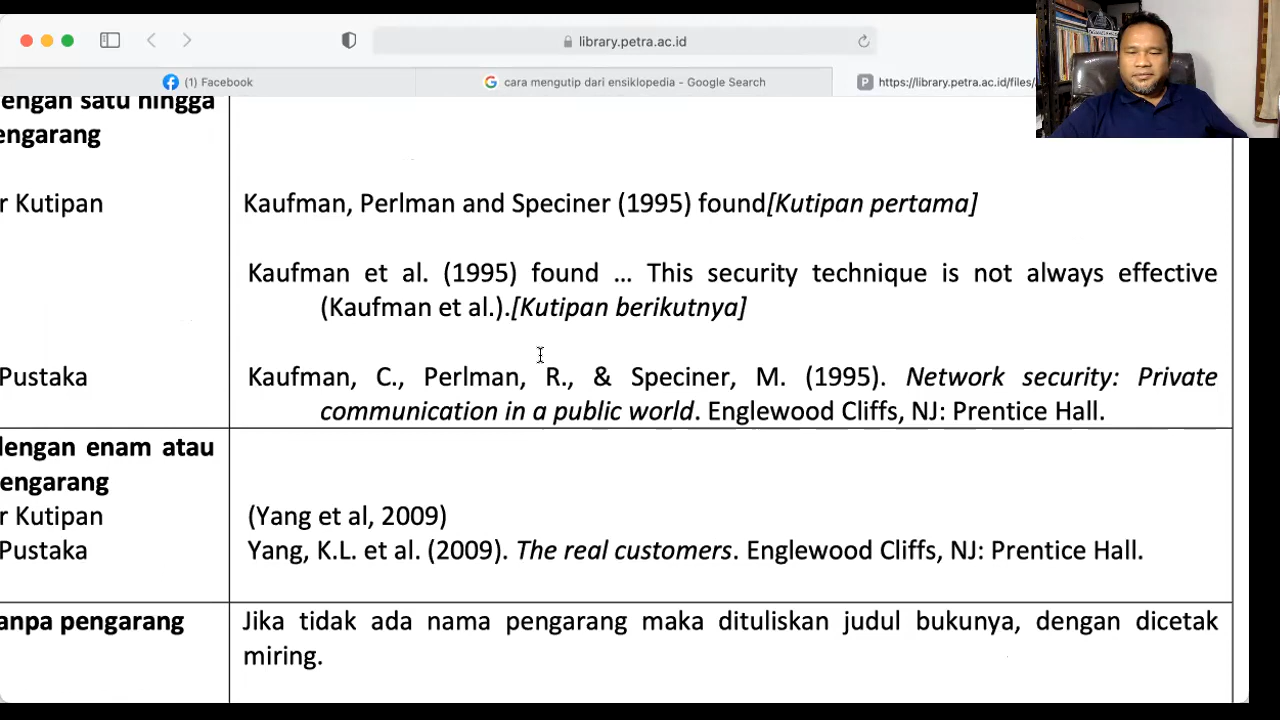 library.petra.ac.id
(1) Facebook
cara mengutip dari ensiklopedia - Google Search
https://library.petra.ac.id/files/
engan satu hingga
engarang
r Kutipan
Kaufman, Perlman and Speciner (1995) found[Kutipan pertama]
Kaufman et al. (1995) found … This security technique is not always effective
(Kaufman et al.).[Kutipan berikutnya]
Pustaka
Kaufman, C., Perlman, R., & Speciner, M. (1995). Network security: Private
communication in a public world. Englewood Cliffs, NJ: Prentice Hall.
dengan enam atau
engarang
r Kutipan
(Yang et al, 2009)
Pustaka
Yang, K.L. et al. (2009). The real customers. Englewood Cliffs, NJ: Prentice Hall.
anpa pengarang
Jika tidak ada nama pengarang maka dituliskan judul bukunya, dengan dicetak
miring.